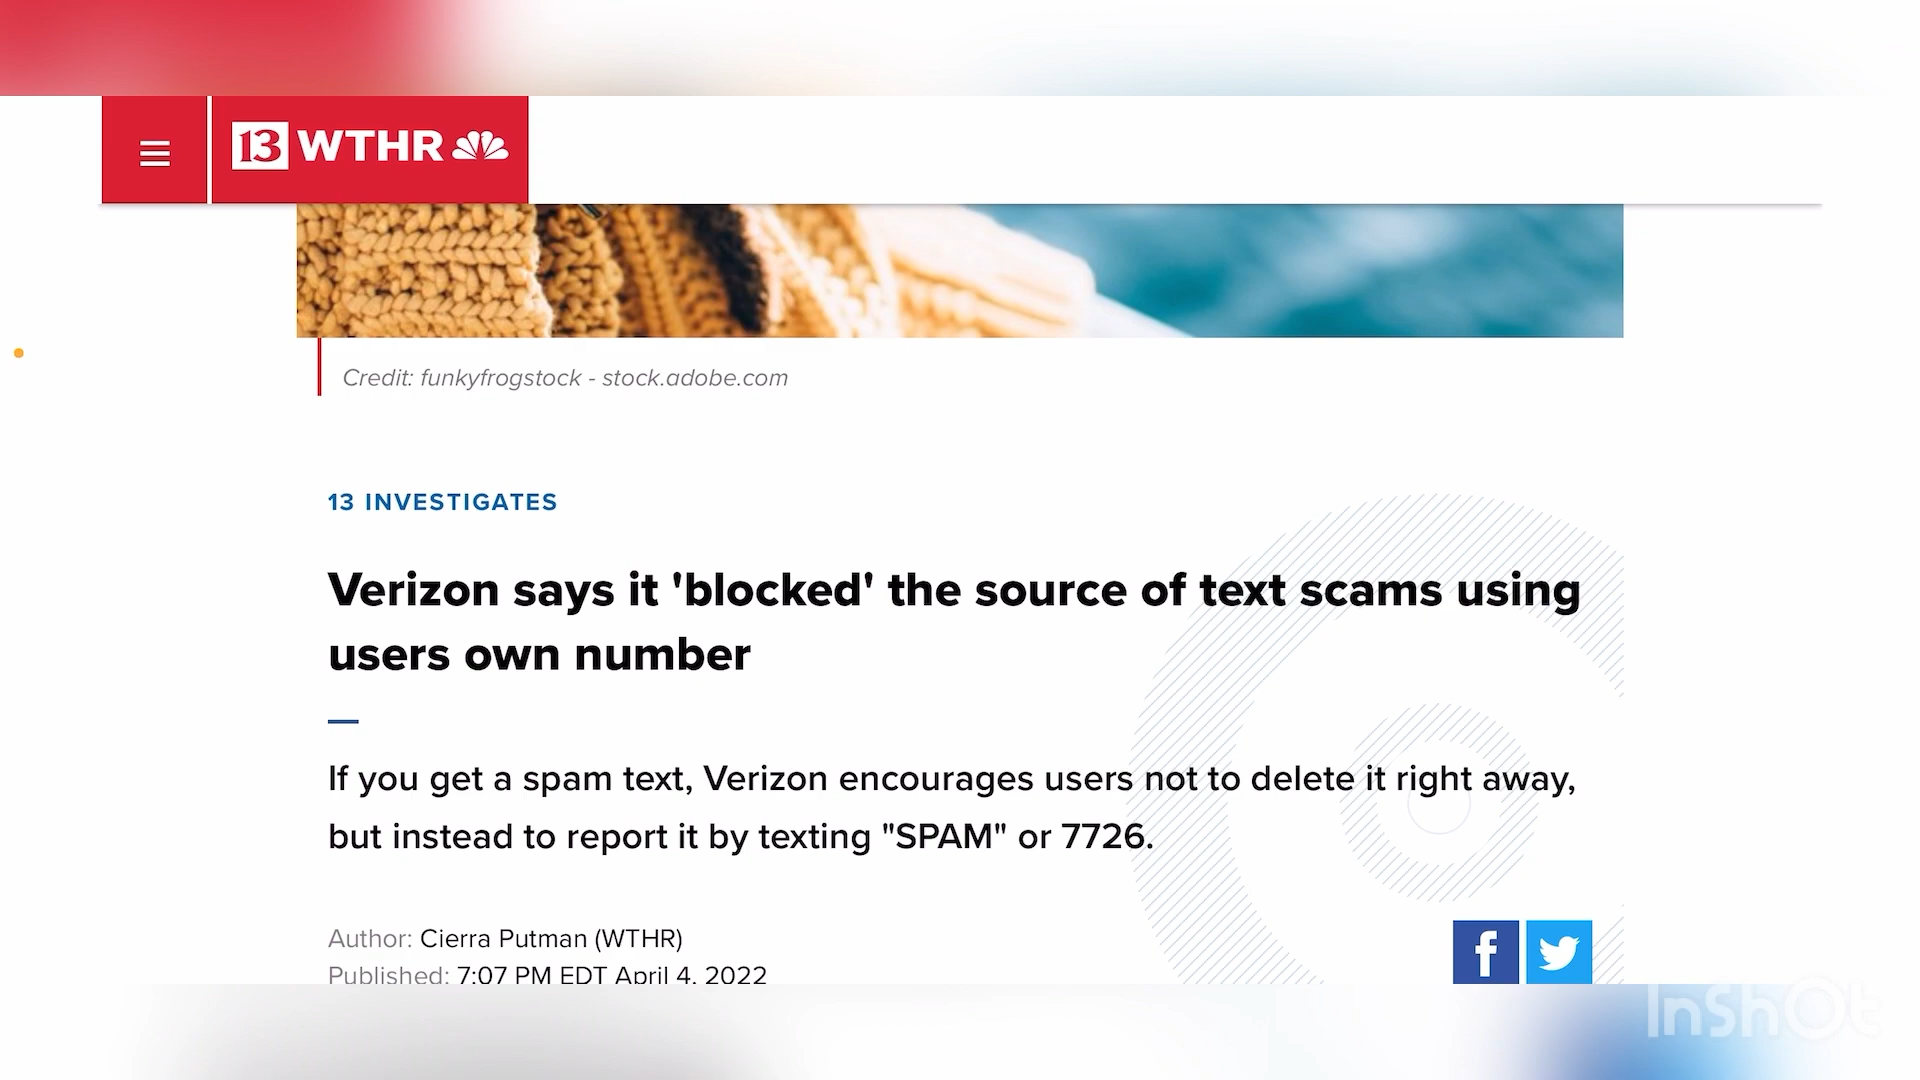 13 WTHR
Credit: funkyfrogstock - stock.adobe.com
13 INVESTIGATES
Verizon says it 'blocked' the source of text scams using
users own number
If you get a spam text, Verizon encourages users not to delete it right away,
but instead to report it by texting "SPAM" or 7726.
Author: Cierra Putman (WTHR)
Published: 7:07 PM EDT April 4, 2022
InShOt